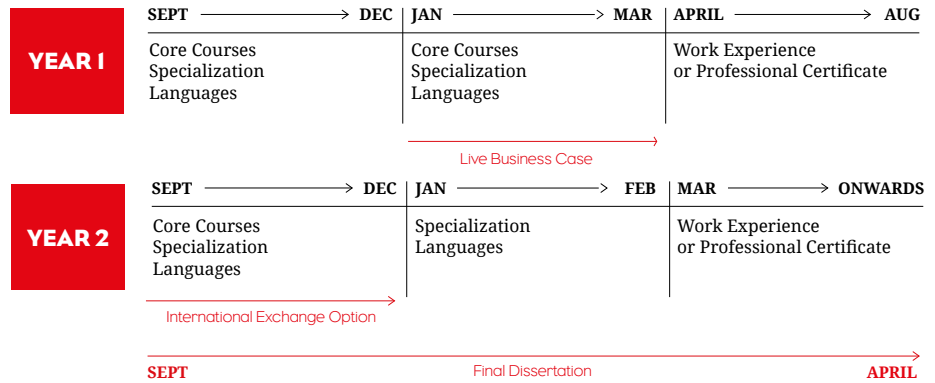 YEAR 1
SEPT DEC JAN MAR APRIL AUG
Core Courses
Specialization
Languages
Core Courses
Specialization
Languages
Work Experience
or Professional Certificate
Live Business Case
YEAR 2
SEPT DEC JAN FEB MAR ONWARDS
Core Courses
Specialization
Languages
Specialization
Languages
Work Experience
or Professional Certificate
International Exchange Option
SEPT Final Dissertation APRIL